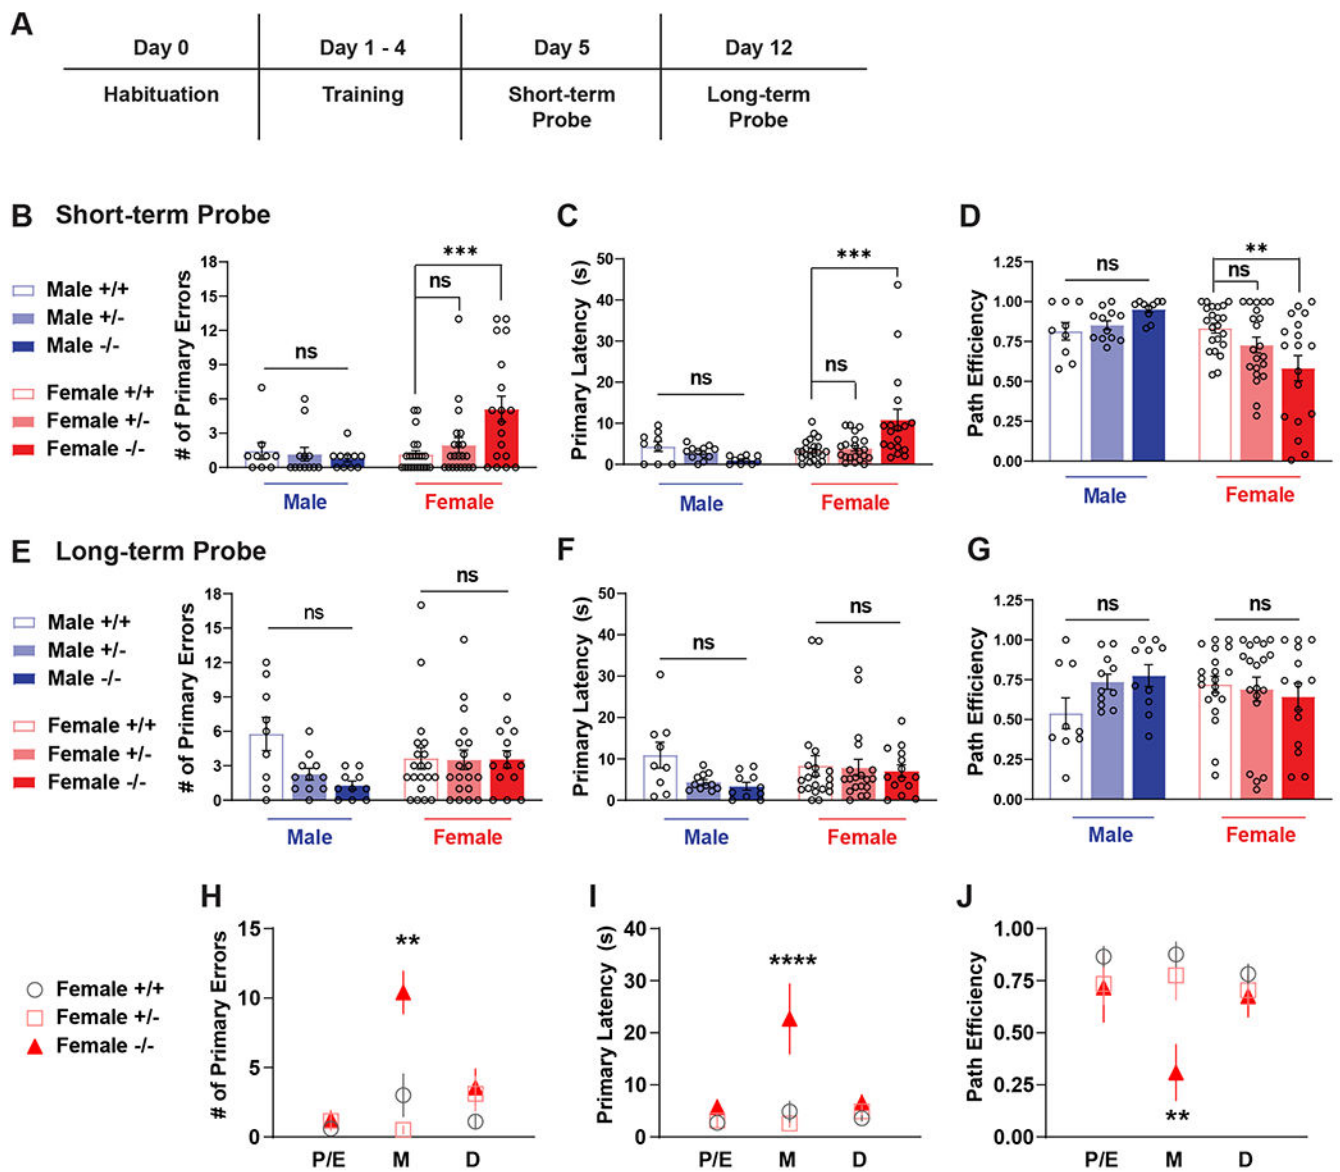 A
Day 0
Day 1 - 4
Day 5
Day 12
Habituation
Training
Short-term
Probe
Long-term
Probe
B Short-term Probe
Male +/+
Male +/-
Male -/-
Female +/+
Female +/-
Female -/-
# of Primary Errors
18
15
12
9
6
3
0
ns
ns
***
Male
Female
C
Primary Latency (s)
50
40
30
20
10
0
ns
ns
***
Male
Female
D
Path Efficiency
1.25
1.00
0.75
0.50
0.25
0.00
ns
ns
**
Male
Female
E Long-term Probe
Male +/+
Male +/-
Male -/-
Female +/+
Female +/-
Female -/-
# of Primary Errors
18
15
12
9
6
3
0
ns
ns
Male
Female
F
Primary Latency (s)
50
40
30
20
10
0
ns
ns
Male
Female
G
Path Efficiency
1.25
1.00
0.75
0.50
0.25
0.00
ns
ns
Male
Female
Female +/+
Female +/-
Female -/-
H
# of Primary Errors
15
10
5
0
**
P/E
M
D
I
Primary Latency (s)
40
30
20
10
0
****
P/E
M
D
J
Path Efficiency
1.00
0.75
0.50
0.25
0.00
**
P/E
M
D